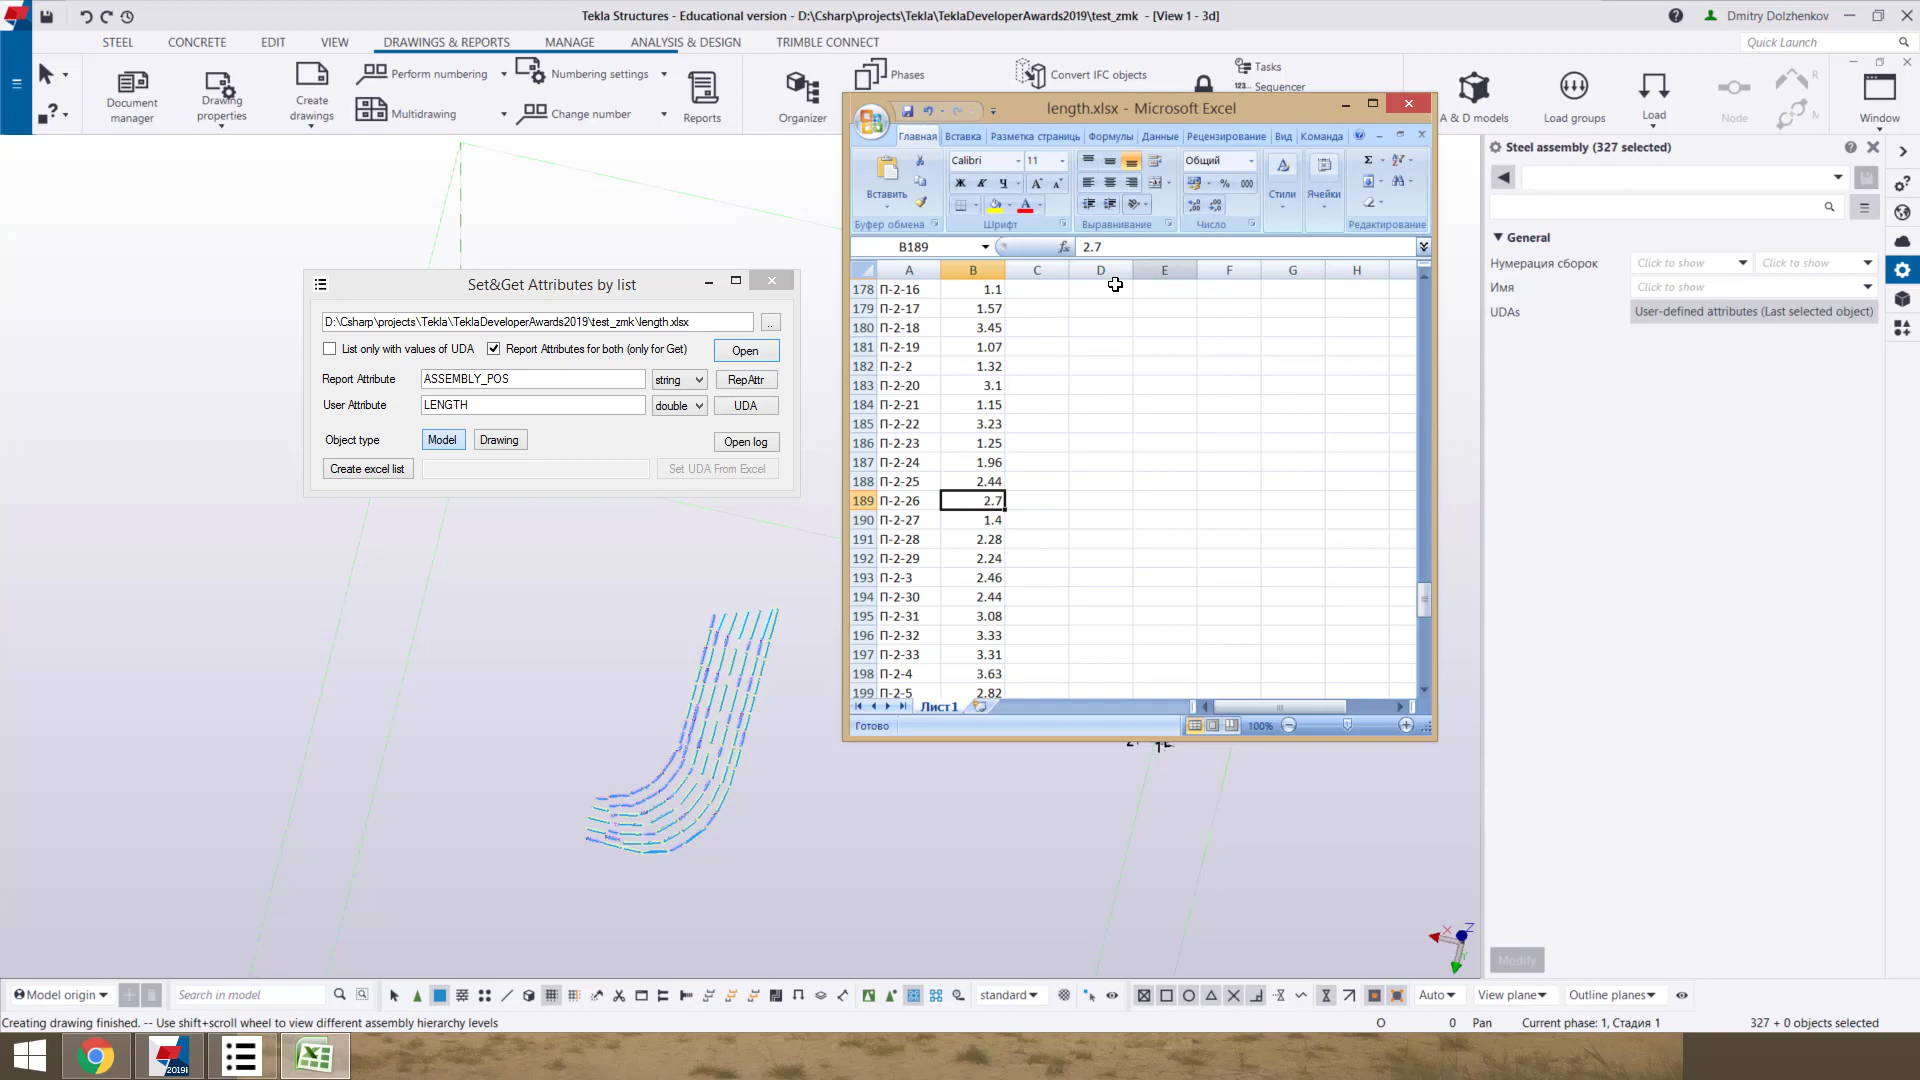 Tekla Structures - Educational version - D:\Csharp\projects\Tekla\TeklaDeveloperAwards2019\test_zmk - [View 1 - 3d]
Dmitry Dolzhenkov
STEEL CONCRETE EDIT VIEW DRAWINGS & REPORTS MANAGE ANALYSIS & DESIGN TRIMBLE CONNECT
Quick Launch
Document manager
Drawing properties
Create drawings
Perform numbering
Multidrawing
Numbering settings
Change number
Reports
Organizer
Phases
Convert IFC objects
Tasks
Sequencer
A & D models
Load groups
Load
Node
R
Window
length.xlsx - Microsoft Excel
Главная Вставка Разметка страниц Формулы Данные Рецензирование Вид Команда
Вставить
Calibri 11
Ж К Ч
Общий
% 000
Стили
Ячейки
Буфер обмена Шрифт Выравнивание Число Редактирование
B189 fx 2.7
A B C D E F G H
178 П-2-16 1.1
179 П-2-17 1.57
180 П-2-18 3.45
181 П-2-19 1.07
182 П-2-2 1.32
183 П-2-20 3.1
184 П-2-21 1.15
185 П-2-22 3.23
186 П-2-23 1.25
187 П-2-24 1.96
188 П-2-25 2.44
189 П-2-26 2.7
190 П-2-27 1.4
191 П-2-28 2.28
192 П-2-29 2.24
193 П-2-3 2.46
194 П-2-30 2.44
195 П-2-31 3.08
196 П-2-32 3.33
197 П-2-33 3.31
198 П-2-4 3.63
199 П-2-5 2.82
Лист1
Готово 100%
Set&Get Attributes by list
D:\Csharp\projects\Tekla\TeklaDeveloperAwards2019\test_zmk\length.xlsx ..
List only with values of UDA Report Attributes for both (only for Get) Open
Report Attribute ASSEMBLY_POS string RepAttr
User Attribute LENGTH double UDA
Object type Model Drawing Open log
Create excel list Set UDA From Excel
Steel assembly (327 selected)
General
Нумерация сборок Click to show Click to show
Имя Click to show
UDAs User-defined attributes (Last selected object)
Modify
X Z
Model origin Search in model standard Auto View plane Outline planes
Creating drawing finished. -- Use shift+scroll wheel to view different assembly hierarchy levels O 0 Pan Current phase: 1, Стадия 1 327 + 0 objects selected
2019i